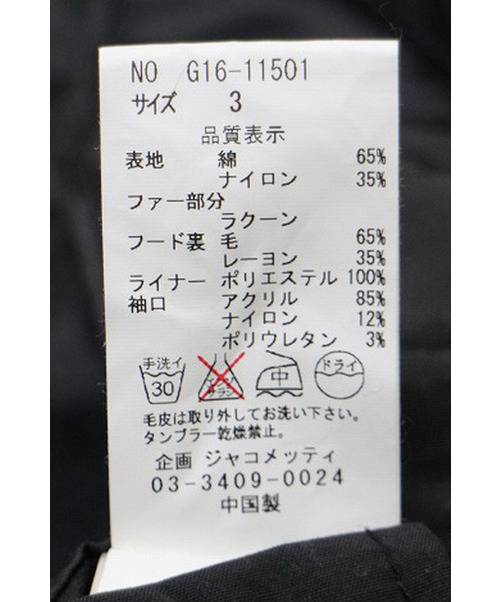 NO G16-11501
サイズ 3
品質表示
表地 綿 65%
ナイロン 35%
ファー部分
ラクーン
フード裏 毛 65%
レーヨン 35%
ライナー ポリエステル 100%
袖口 アクリル 85%
ナイロン 12%
ポリウレタン 3%
手洗イ 30 エンソサラシ 中 ドライ
毛皮は取り外してお洗い下さい。
タンブラー乾燥禁止。
企画 ジャコメッティ
03-3409-0024
中国製